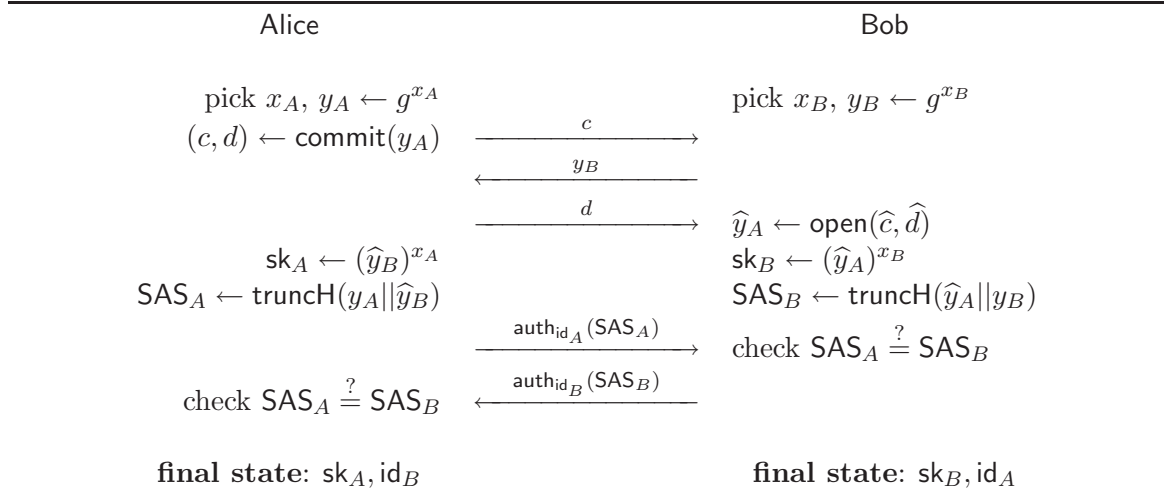 Alice Bob
pick x_A, y_A ← g^{x_A} pick x_B, y_B ← g^{x_B}
(c, d) ← commit(y_A) c
y_B
d ŷ_A ← open(ĉ, d̂)
sk_A ← (ŷ_B)^{x_A} sk_B ← (ŷ_A)^{x_B}
SAS_A ← truncH(y_A||ŷ_B) SAS_B ← truncH(ŷ_A||y_B)
auth_{id_A}(SAS_A) check SAS_A ≟ SAS_B
check SAS_A ≟ SAS_B auth_{id_B}(SAS_B)
final state: sk_A, id_B final state: sk_B, id_A